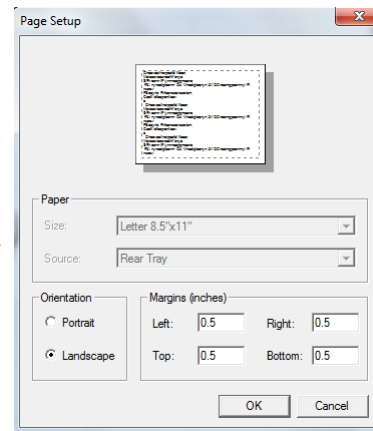 Page Setup
Paper
Size: Letter 8.5"x11"
Source: Rear Tray
Orientation
Portrait
Landscape
Margins (inches)
Left: 0.5 Right: 0.5
Top: 0.5 Bottom: 0.5
OK Cancel